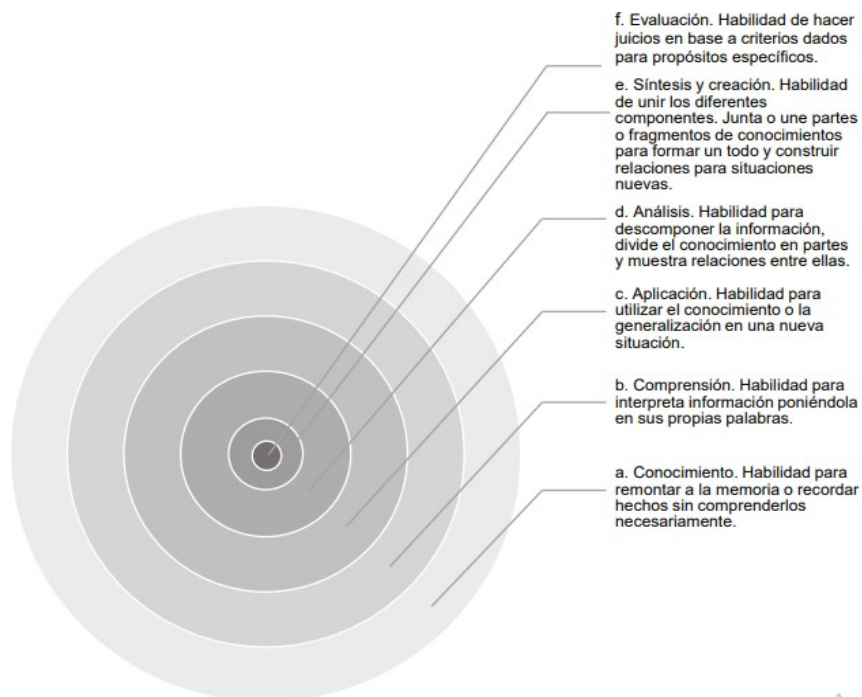 f. Evaluación. Habilidad de hacer
juicios en base a criterios dados
para propósitos específicos.
e. Síntesis y creación. Habilidad
de unir los diferentes
componentes. Junta o une partes
o fragmentos de conocimientos
para formar un todo y construir
relaciones para situaciones
nuevas.
d. Análisis. Habilidad para
descomponer la información,
divide el conocimiento en partes
y muestra relaciones entre ellas.
c. Aplicación. Habilidad para
utilizar el conocimiento o la
generalización en una nueva
situación.
b. Comprensión. Habilidad para
interpreta información poniéndola
en sus propias palabras.
a. Conocimiento. Habilidad para
remontar a la memoria o recordar
hechos sin comprenderlos
necesariamente.